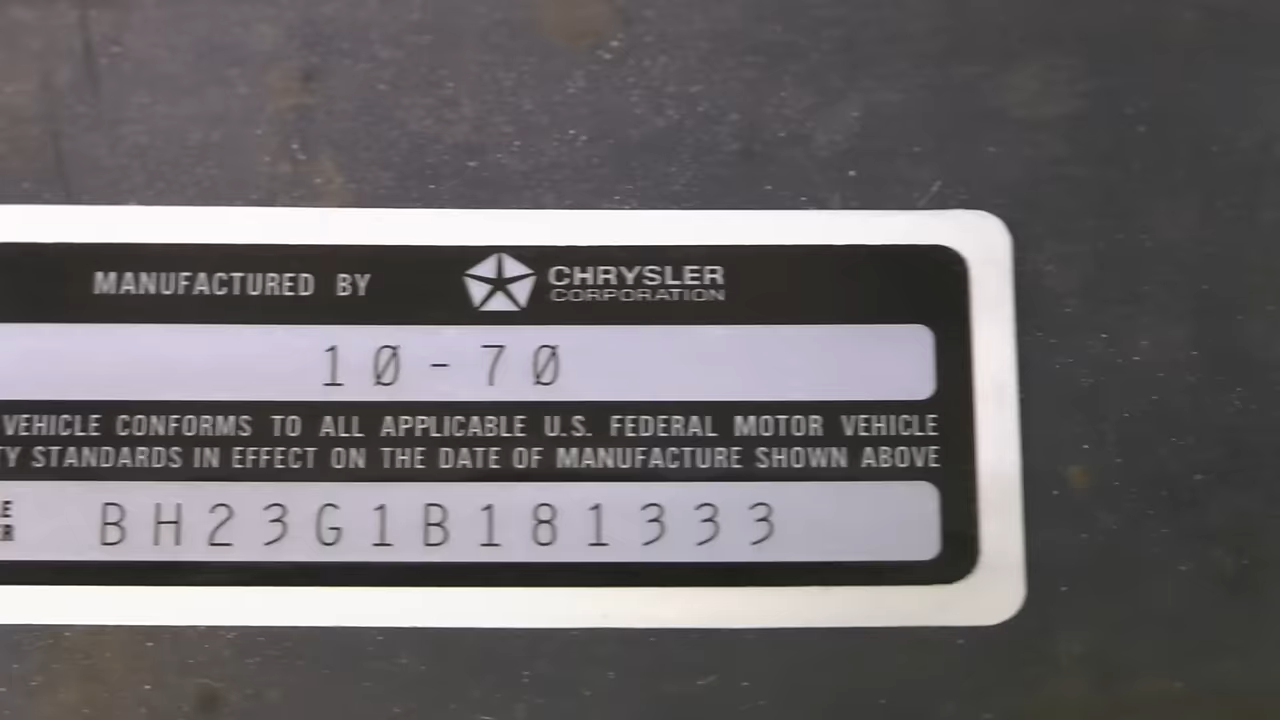 MANUFACTURED BY CHRYSLER
CORPORATION
10-70
VEHICLE CONFORMS TO ALL APPLICABLE U.S. FEDERAL MOTOR VEHICLE
STANDARDS IN EFFECT ON THE DATE OF MANUFACTURE SHOWN ABOVE
BH23G1B181333